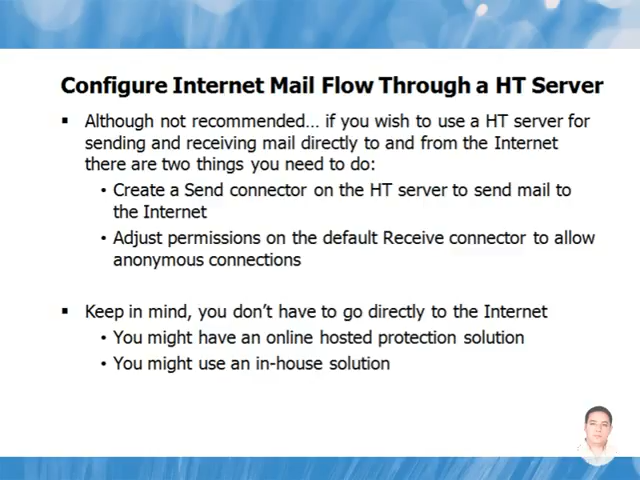 Configure Internet Mail Flow Through a HT Server
▪ Although not recommended... if you wish to use a HT server for
sending and receiving mail directly to and from the Internet
there are two things you need to do:
• Create a Send connector on the HT server to send mail to
the Internet
• Adjust permissions on the default Receive connector to allow
anonymous connections
▪ Keep in mind, you don't have to go directly to the Internet
• You might have an online hosted protection solution
• You might use an in-house solution